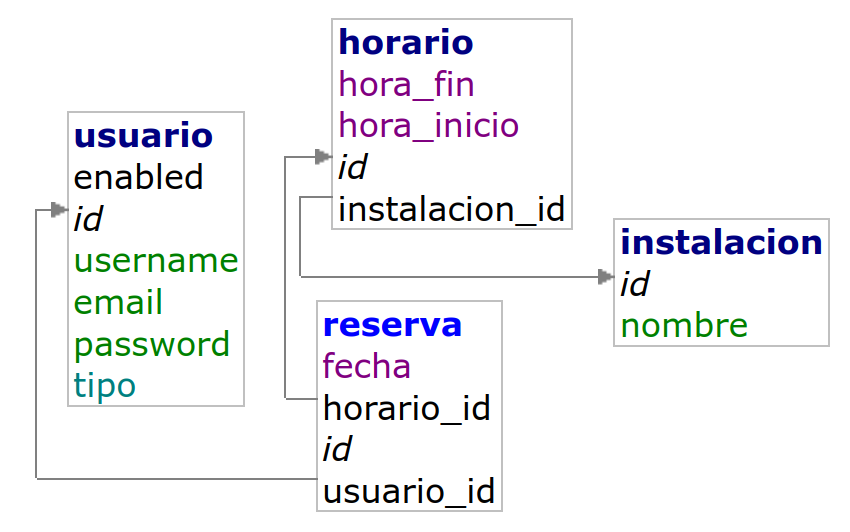 usuario
enabled
id
username
email
password
tipo
horario
hora_fin
hora_inicio
id
instalacion_id
reserva
fecha
horario_id
id
usuario_id
instalacion
id
nombre